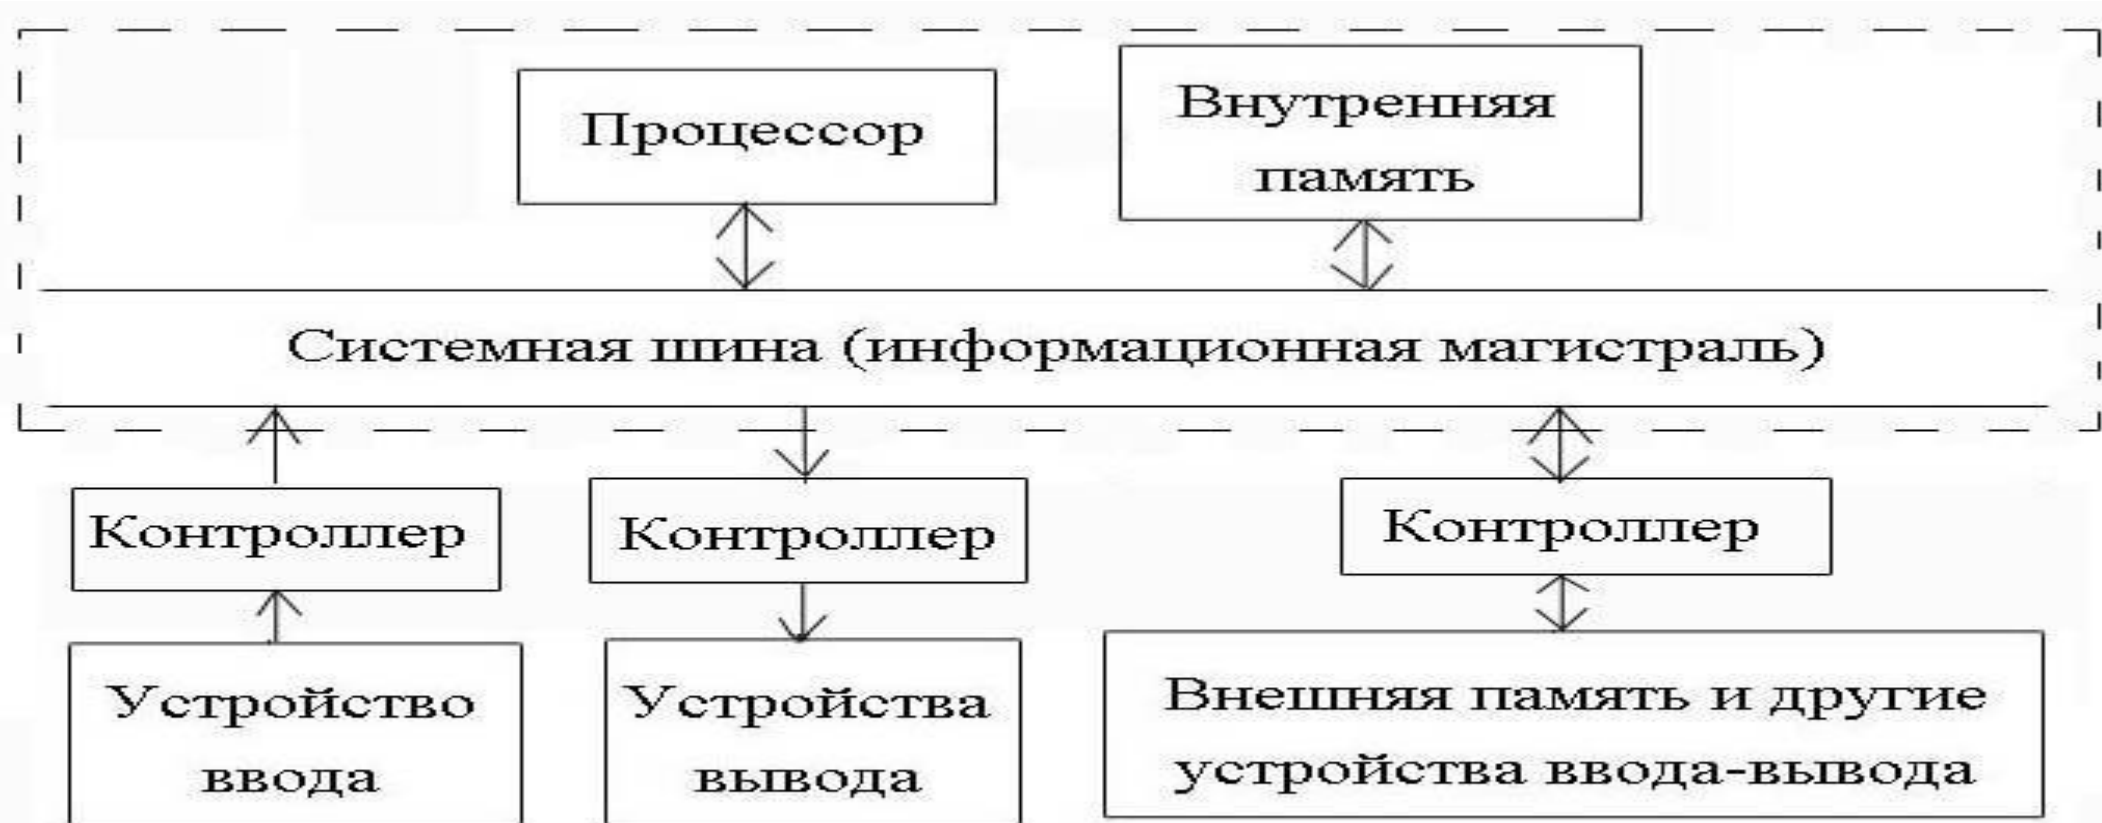 Процессор
Внутренняя
память
Системная шина (информационная магистраль)
Контроллер
Контроллер
Контроллер
Устройство
ввода
Устройства
вывода
Внешняя память и другие
устройства ввода-вывода